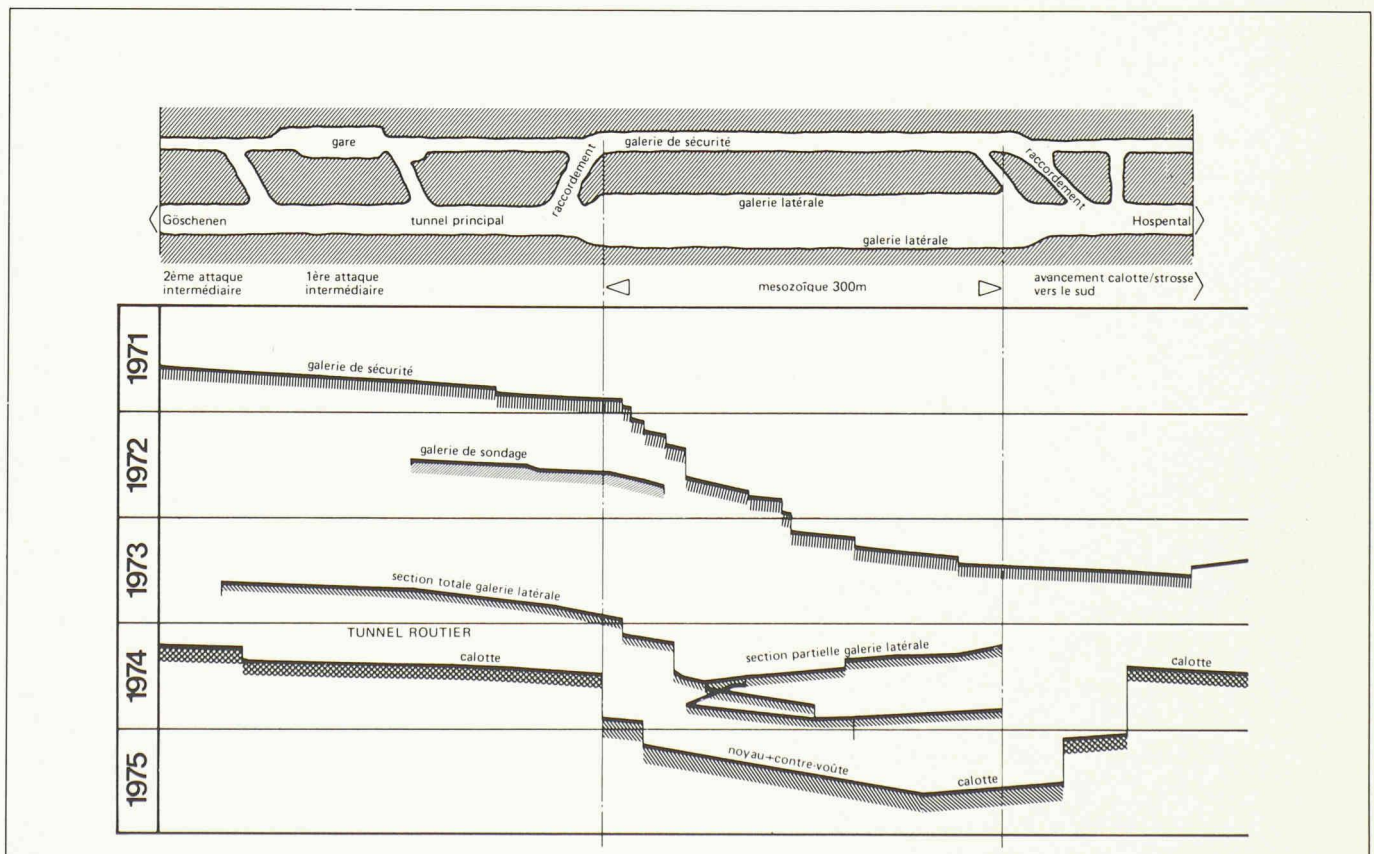 gare
galerie de sécurité
raccordement
raccordement
galerie latérale
Göschenen
tunnel principal
Hospental
galerie latérale
2ème attaque
intermédiaire
1ère attaque
intermédiaire
mesozoîque 300m
avancement calotte/strosse
vers le sud
1971
galerie de sécurité
1972
galerie de sondage
1973
section totale galerie latérale
1974
TUNNEL ROUTIER
calotte
section partielle galerie latérale
calotte
1975
noyau+contre-voûte
calotte